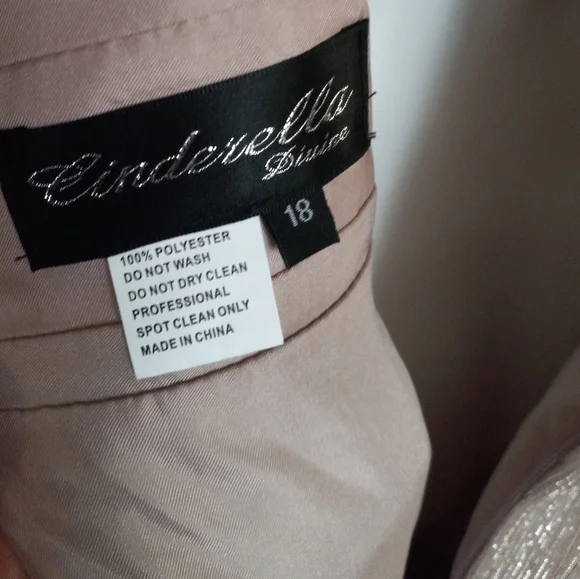 Cinderella
Divine
18
100% POLYESTER
DO NOT WASH
DO NOT DRY CLEAN
PROFESSIONAL
SPOT CLEAN ONLY
MADE IN CHINA